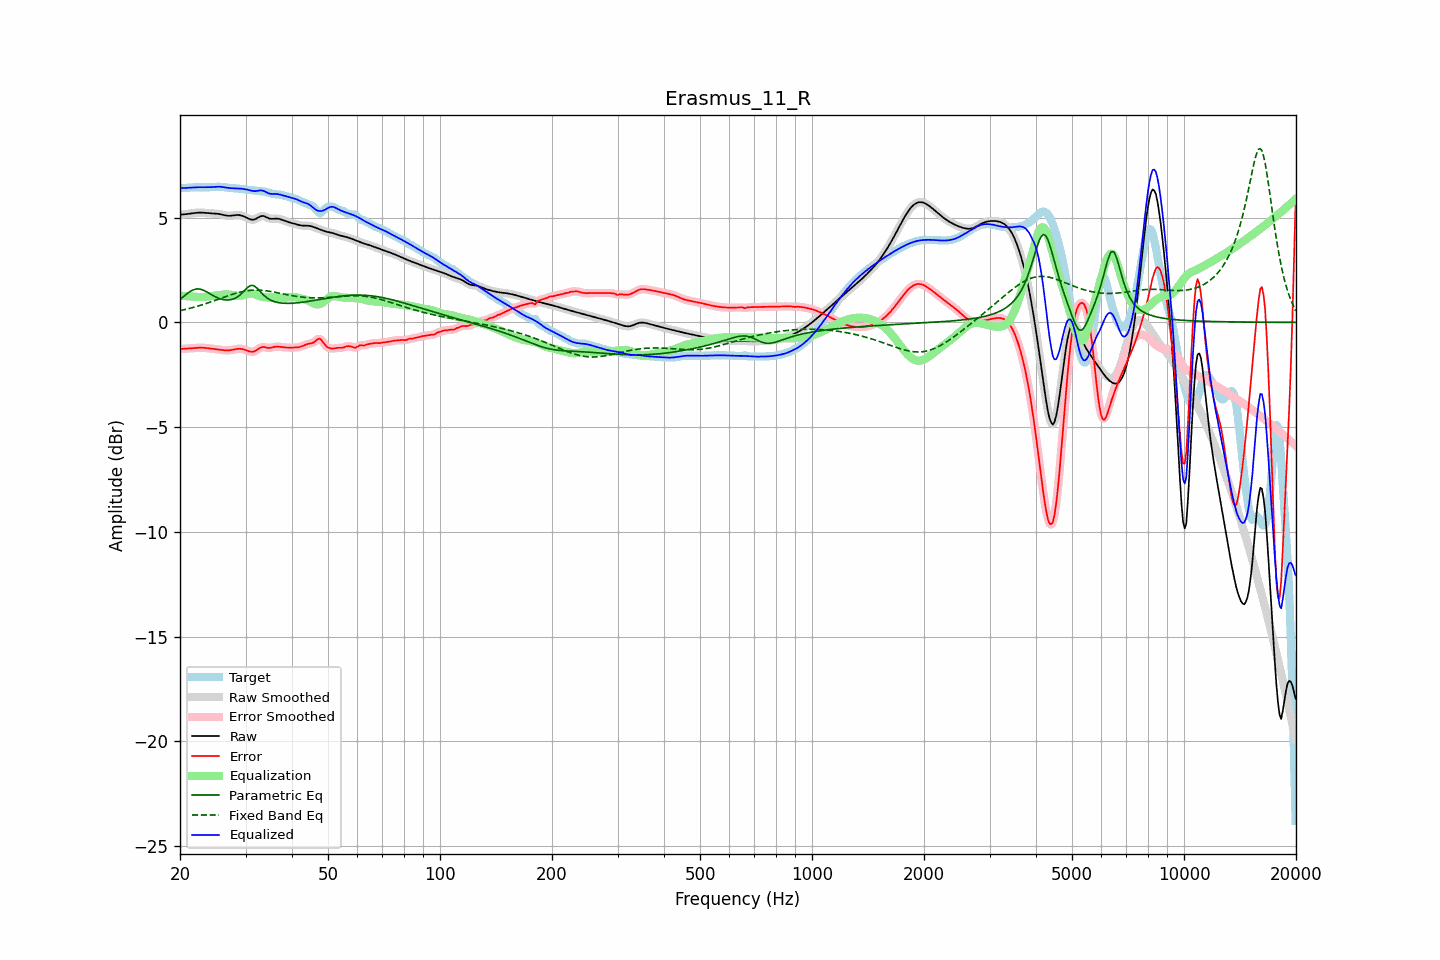 Erasmus_11_R
Amplitude (dBr)
5
0
−5
−10
−15
−20
−25
Target
Raw Smoothed
Error Smoothed
Raw
Error
Equalization
Parametric Eq
Fixed Band Eq
Equalized
20 50 100 200 500 1000 2000 5000 10000 20000
Frequency (Hz)